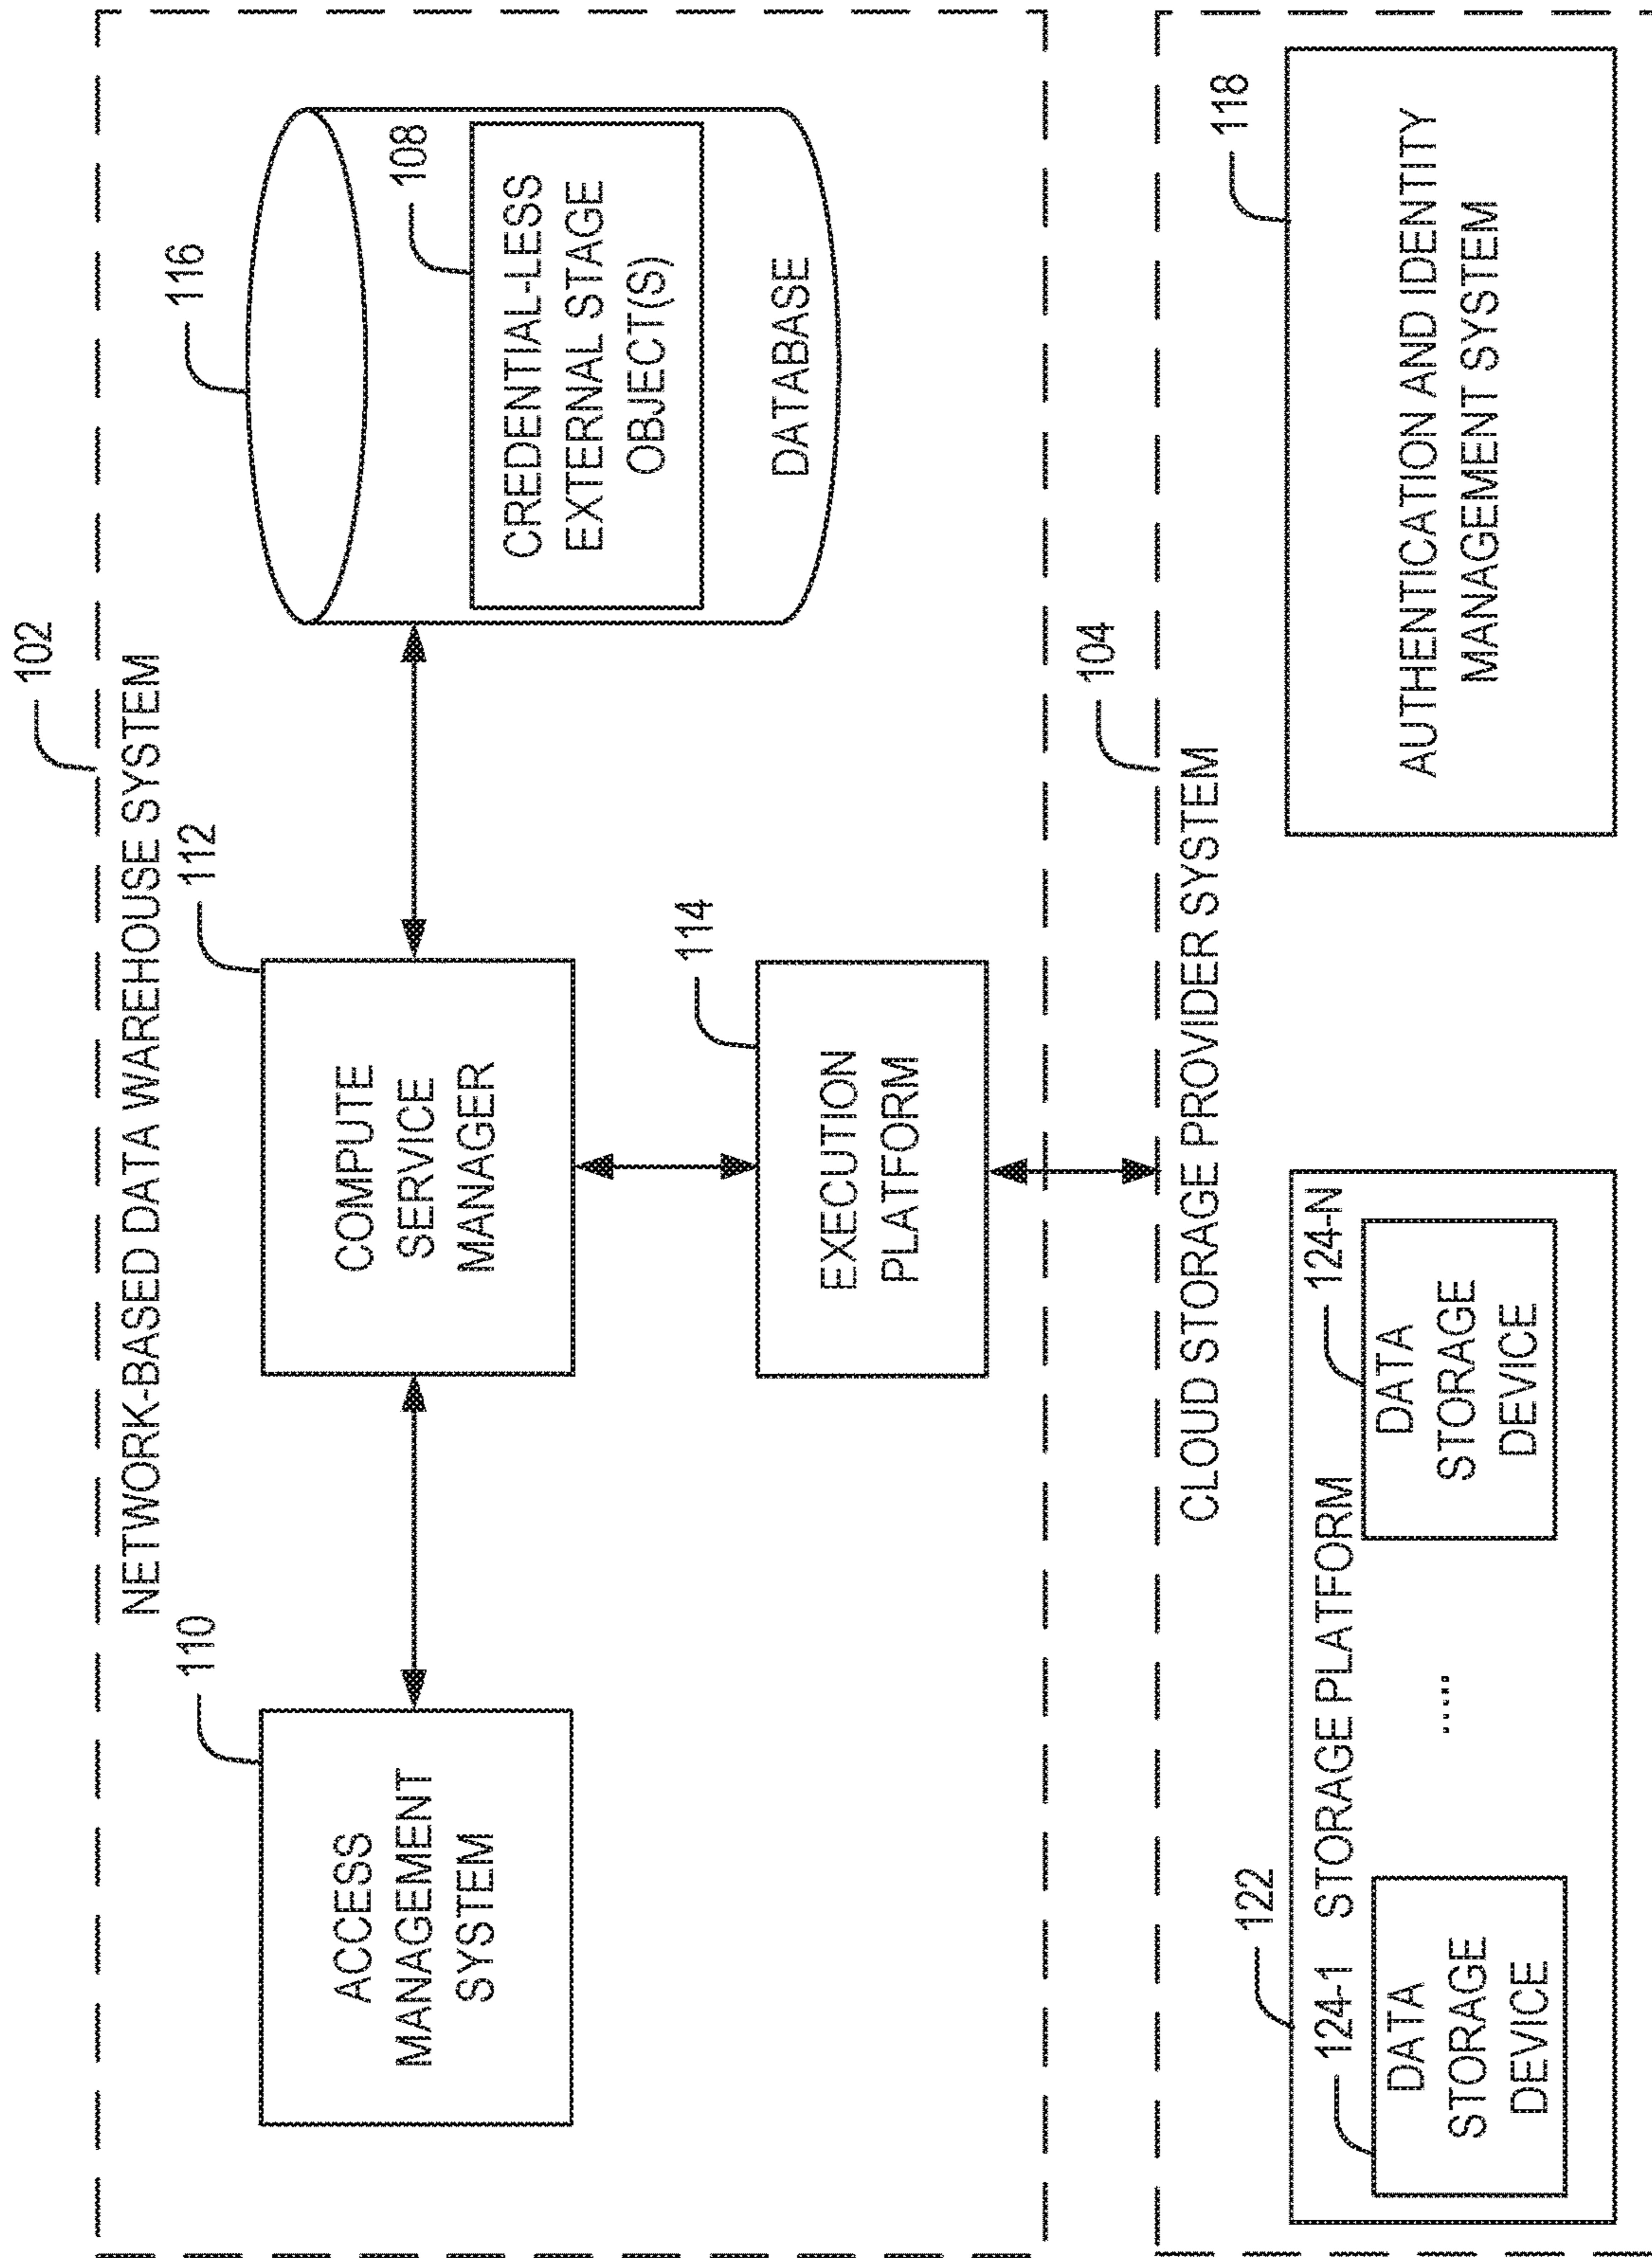 102
NETWORK-BASED DATA WAREHOUSE SYSTEM
110
ACCESS
MANAGEMENT
SYSTEM
112
COMPUTE
SERVICE
MANAGER
116
108
CREDENTIAL-LESS
EXTERNAL STAGE
OBJECT(S)
DATABASE
114
EXECUTION
PLATFORM
104
CLOUD STORAGE PROVIDER SYSTEM
122
124-1
STORAGE PLATFORM
124-N
DATA
STORAGE
DEVICE
.....
DATA
STORAGE
DEVICE
118
AUTHENTICATION AND IDENTITY
MANAGEMENT SYSTEM